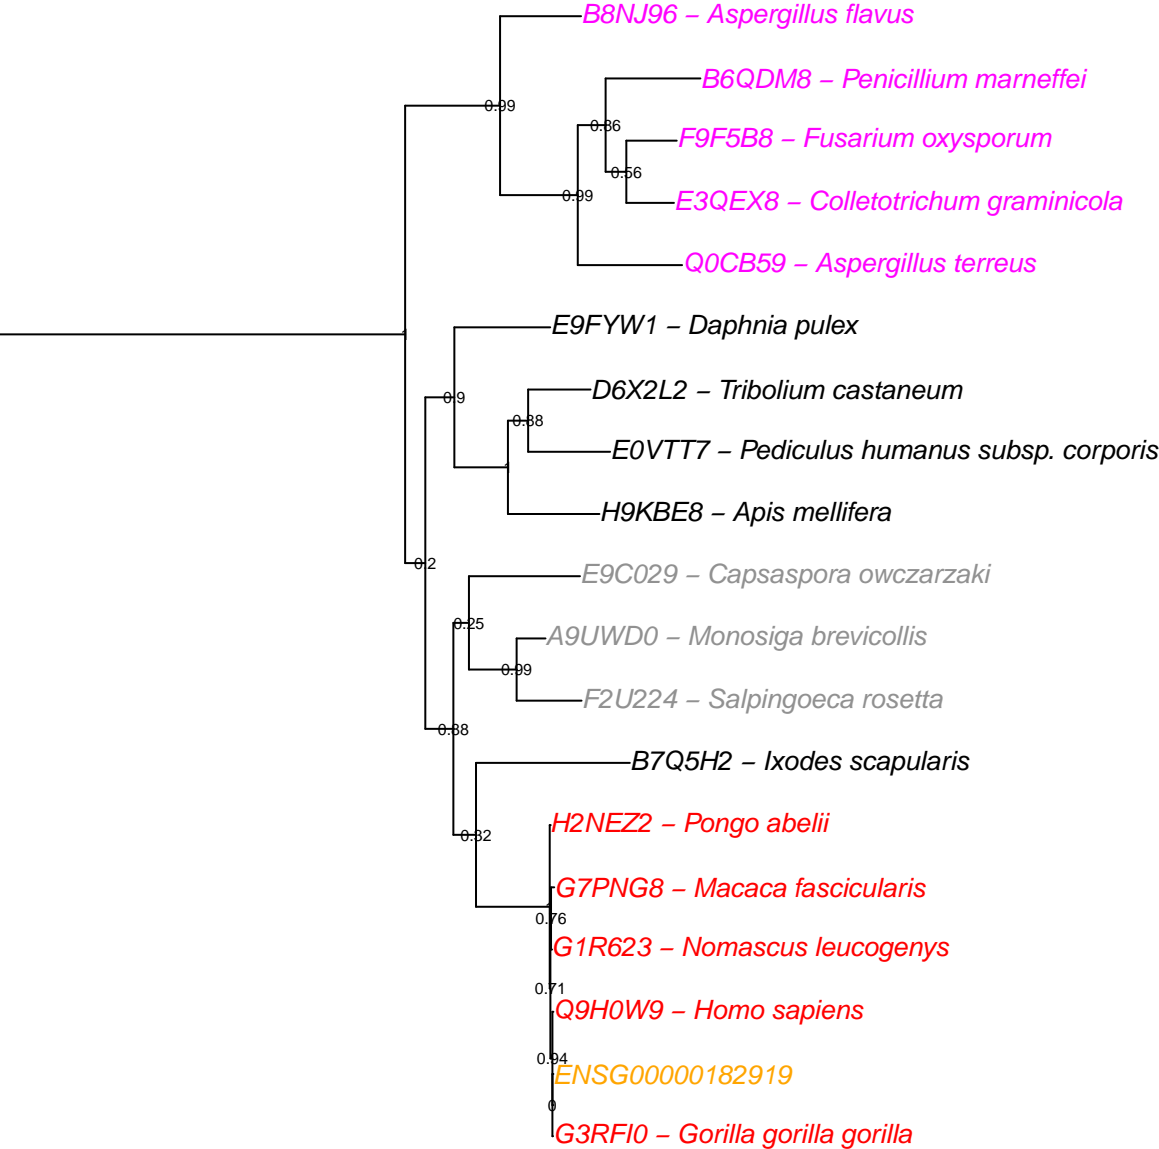 B8NJ96 – Aspergillus flavus
B6QDM8 – Penicillium marneffei
0.99
0.86
F9F5B8 – Fusarium oxysporum
0.56
0.99
E3QEX8 – Colletotrichum graminicola
Q0CB59 – Aspergillus terreus
E9FYW1 – Daphnia pulex
1
D6X2L2 – Tribolium castaneum
0.9
0.88
E0VTT7 – Pediculus humanus subsp. corporis
1
H9KBE8 – Apis mellifera
0.2
E9C029 – Capsaspora owczarzaki
0.25
A9UWD0 – Monosiga brevicollis
0.99
F2U224 – Salpingoeca rosetta
0.88
B7Q5H2 – Ixodes scapularis
H2NEZ2 – Pongo abelii
0.82
G7PNG8 – Macaca fascicularis
1
0.76
G1R623 – Nomascus leucogenys
0.71
Q9H0W9 – Homo sapiens
0.94
ENSG00000182919
0
G3RFI0 – Gorilla gorilla gorilla